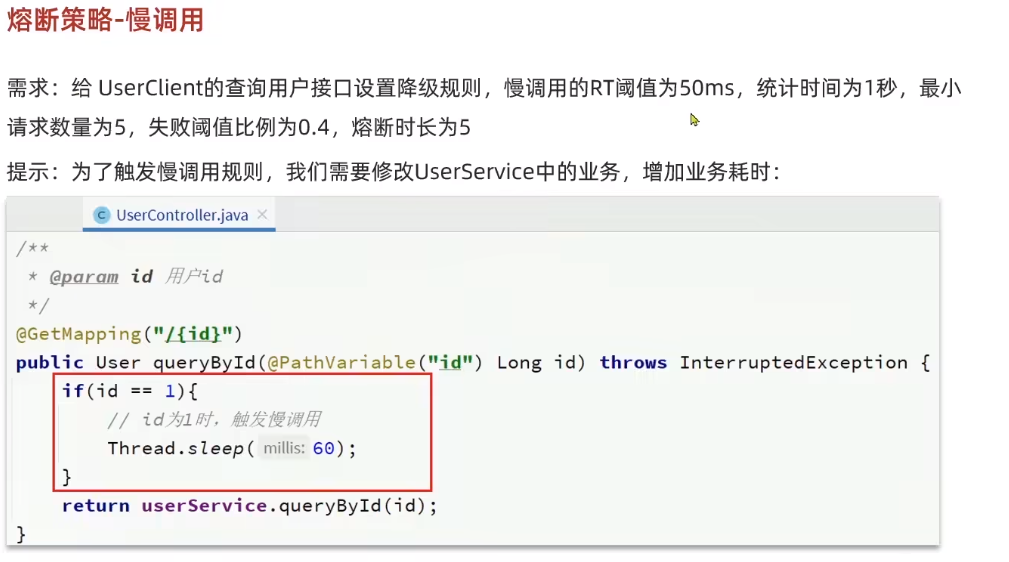 熔断策略-慢调用
需求：给 UserClient的查询用户接口设置降级规则，慢调用的RT阈值为50ms，统计时间为1秒，最小
请求数量为5，失败阈值比例为0.4，熔断时长为5
提示：为了触发慢调用规则，我们需要修改UserService中的业务，增加业务耗时：
C UserController.java ×
/**
* @param id 用户id
*/
@GetMapping("/{id}")
public User queryById(@PathVariable("id") Long id) throws InterruptedException {
if(id == 1){
// id为1时，触发慢调用
Thread.sleep( millis: 60);
}
return userService.queryById(id);
}